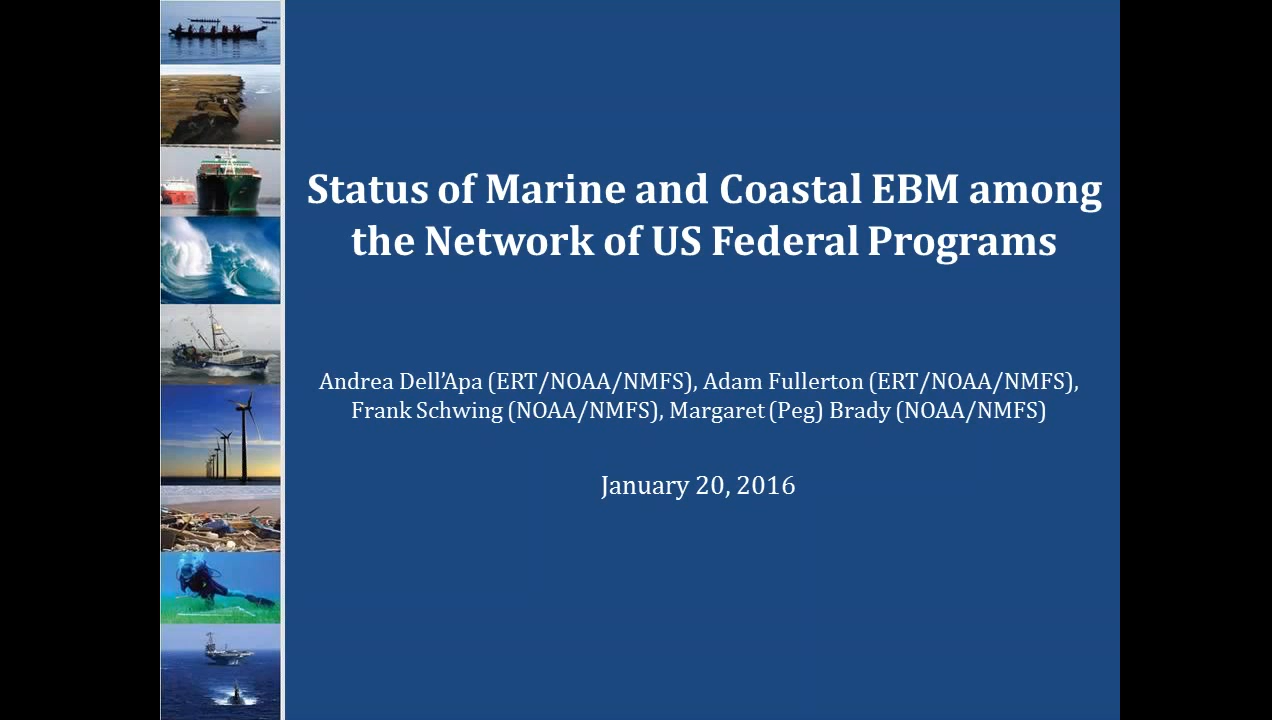 Status of Marine and Coastal EBM among
the Network of US Federal Programs
Andrea Dell’Apa (ERT/NOAA/NMFS), Adam Fullerton (ERT/NOAA/NMFS),
Frank Schwing (NOAA/NMFS), Margaret (Peg) Brady (NOAA/NMFS)
January 20, 2016